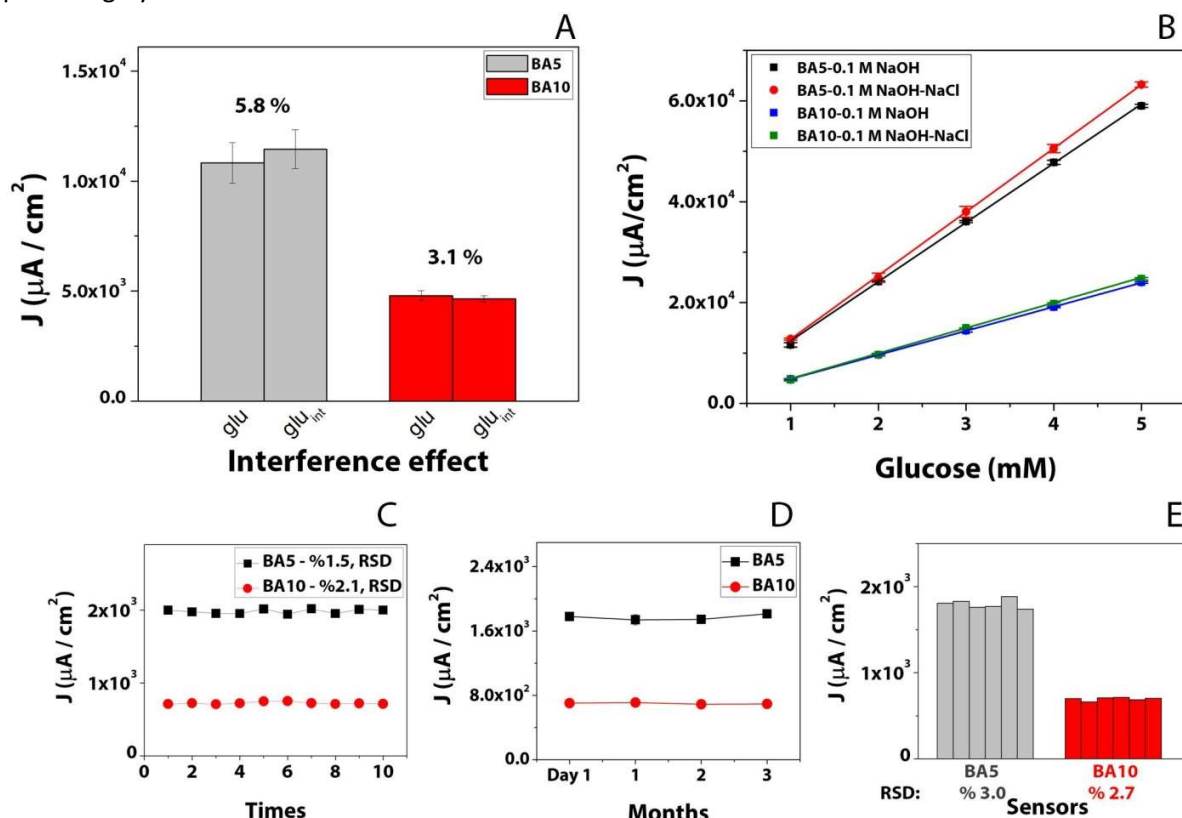 A
1.5x10⁴
1.0x10⁴
5.0x10³
0.0
J (μA / cm²)
BA5
BA10
5.8 %
3.1 %
glu
glu_int
glu
glu_int
Interference effect
B
6.0x10⁴
4.0x10⁴
2.0x10⁴
0.0
J (μA/cm²)
BA5-0.1 M NaOH
BA5-0.1 M NaOH-NaCl
BA10-0.1 M NaOH
BA10-0.1 M NaOH-NaCl
1 2 3 4 5
Glucose (mM)
C
2x10³
1x10³
0
J (μA / cm²)
BA5 - %1.5, RSD
BA10 - %2.1, RSD
0 2 4 6 8 10
Times
D
2.4x10³
1.6x10³
8.0x10²
0.0
J (μA / cm²)
BA5
BA10
Day 1 1 2 3
Months
E
2x10³
1x10³
0
J (μA / cm²)
BA5 BA10
RSD: % 3.0 % 2.7
Sensors